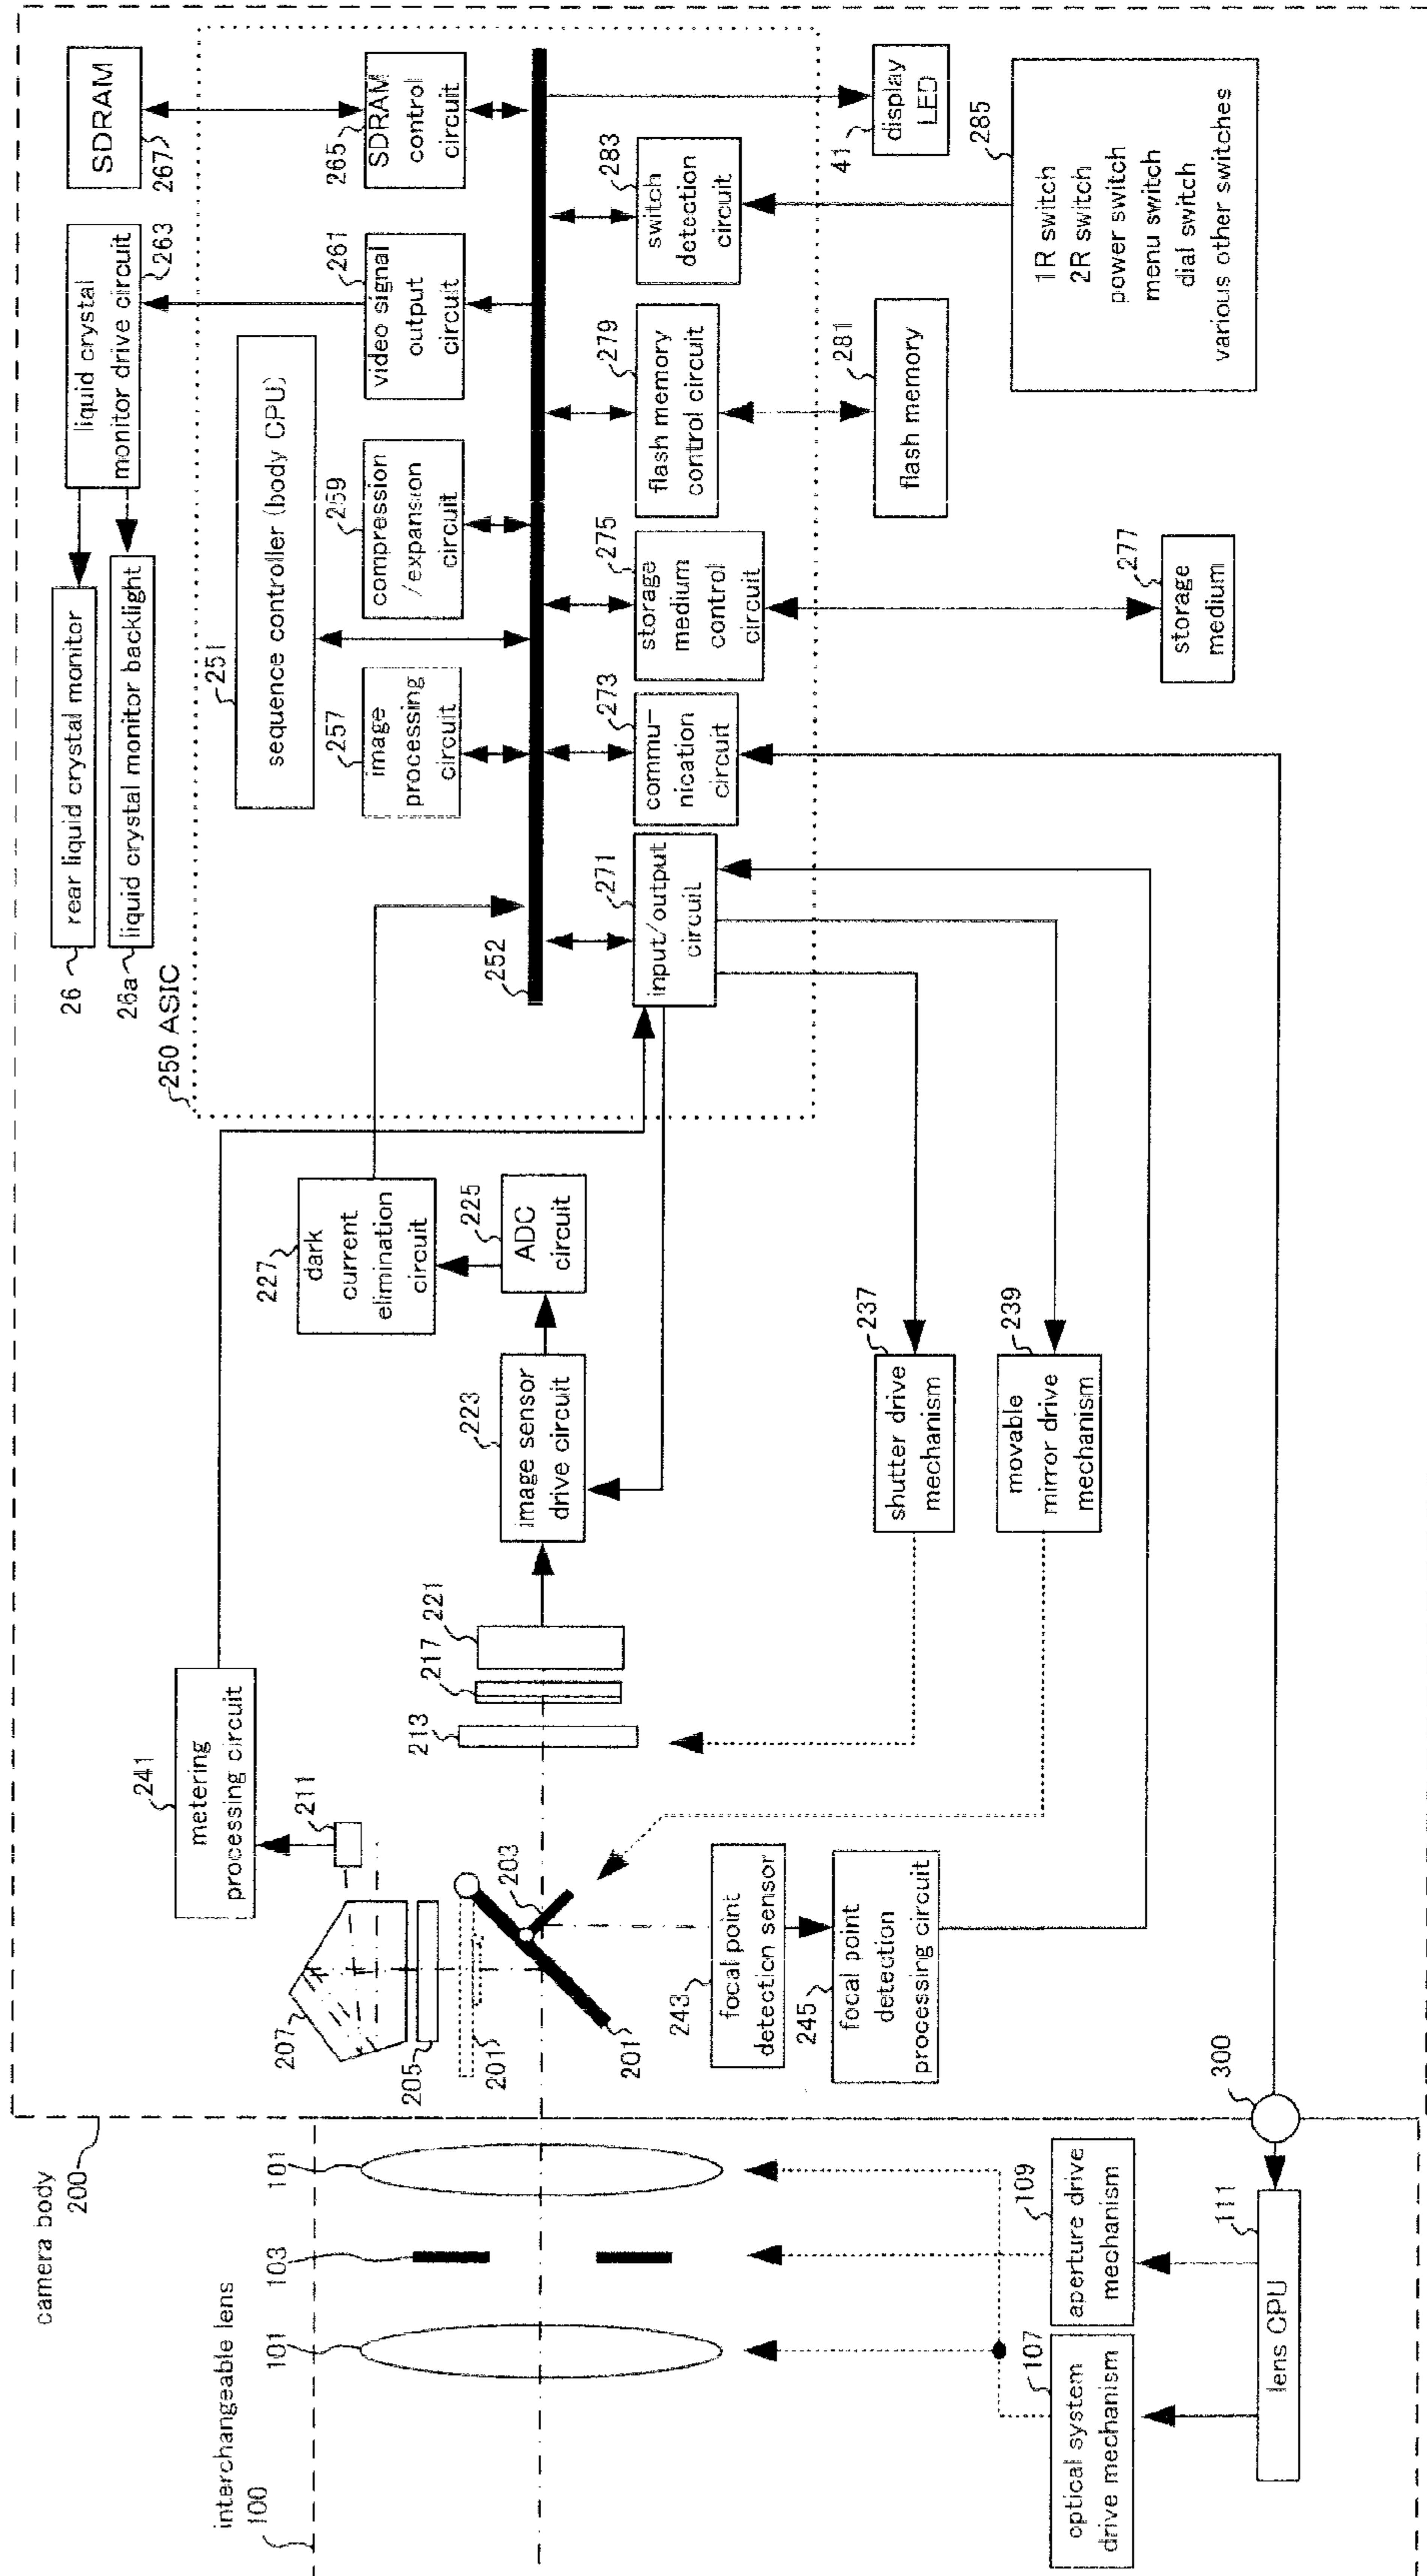 camera body
200
interchangeable lens
100
101
103
101
107
optical system
drive mechanism
109
aperture drive
mechanism
111
lens CPU
300
207
205
201
201
203
211
241
metering
processing circuit
213
217
221
223
image sensor
drive circuit
225
ADC
circuit
227
dark
current
elimination
circuit
237
shutter drive
mechanism
239
movable
mirror drive
mechanism
243
focal point
detection sensor
245
focal point
detection
processing circuit
250 ASIC
26
rear liquid crystal monitor
26a
liquid crystal monitor backlight
liquid crystal
monitor drive circuit
263
SDRAM
267
251
sequence controller (body CPU)
252
257
image
processing
circuit
259
compression
/expansion
circuit
261
video signal
output
circuit
265
SDRAM
control
circuit
271
input/output
circuit
273
commu-
nication
circuit
275
storage
medium
control
circuit
277
storage
medium
279
flash memory
control circuit
281
flash memory
283
switch
detection
circuit
41
display
LED
285
1R switch
2R switch
power switch
menu switch
dial switch
various other switches